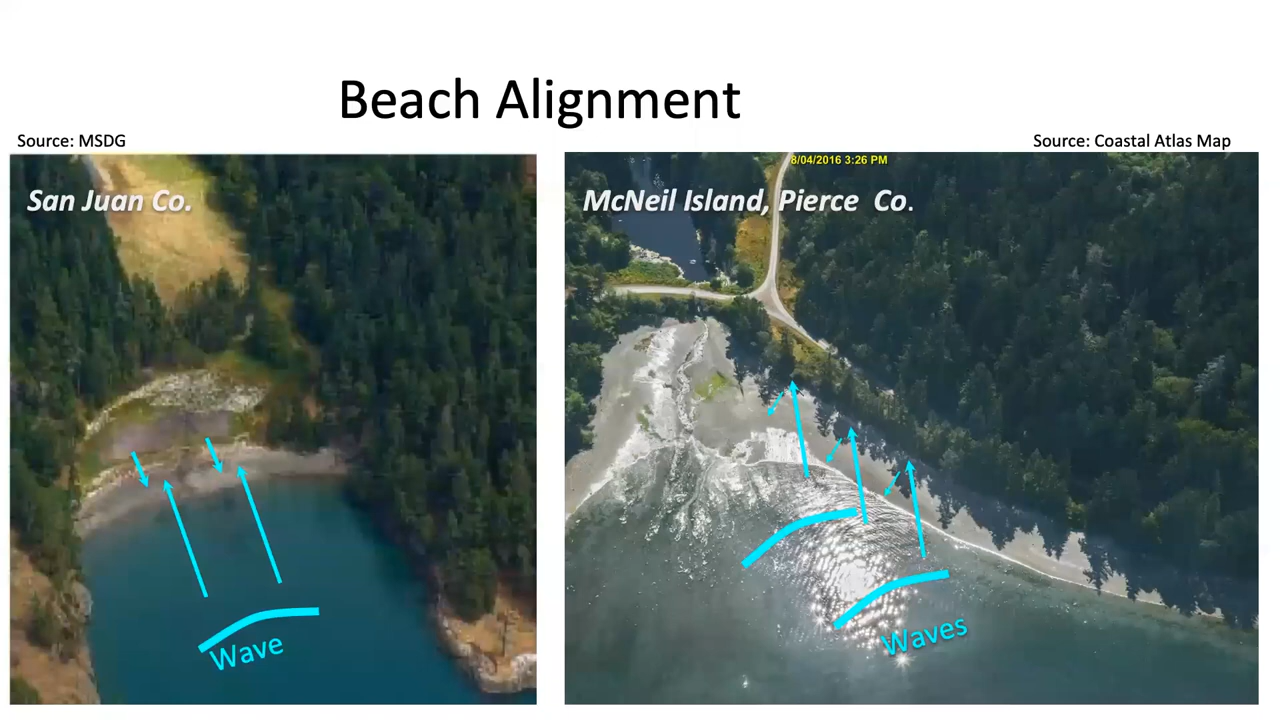 Beach Alignment
Source: MSDG
Source: Coastal Atlas Map
San Juan Co.
8/04/2016 3:26 PM
McNeil Island, Pierce Co.
Wave
Waves